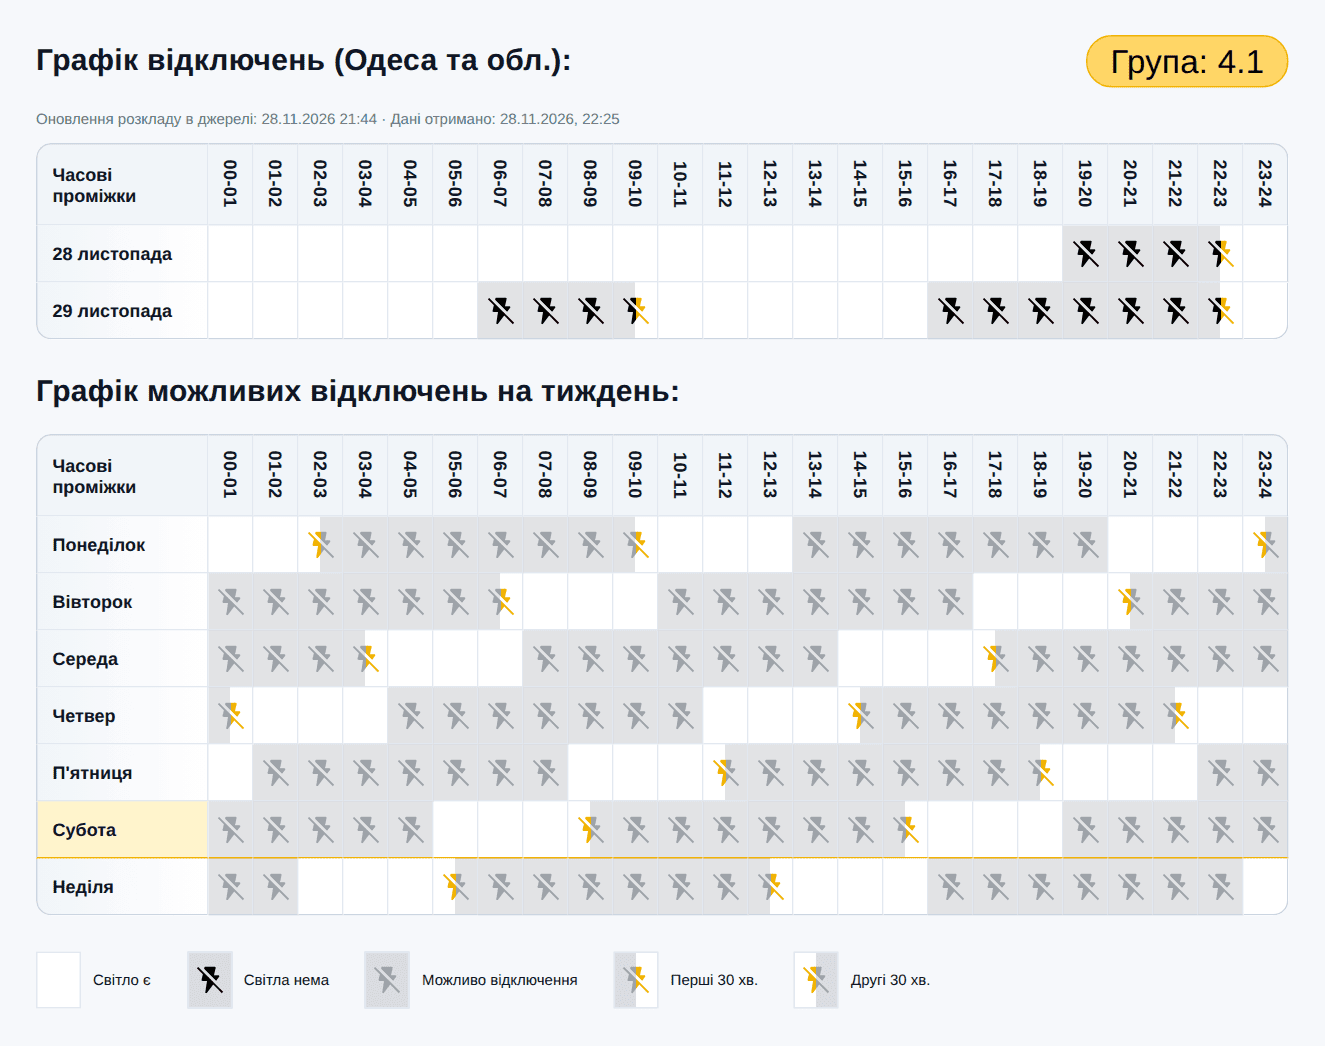 Графік відключень (Одеса та обл.):
Група: 4.1
Оновлення розкладу в джерелі: 28.11.2026 21:44 · Дані отримано: 28.11.2026, 22:25
Часові проміжки 00-01 01-02 02-03 03-04 04-05 05-06 06-07 07-08 08-09 09-10 10-11 11-12 12-13 13-14 14-15 15-16 16-17 17-18 18-19 19-20 20-21 21-22 22-23 23-24
28 листопада
29 листопада
Графік можливих відключень на тиждень:
Часові проміжки 00-01 01-02 02-03 03-04 04-05 05-06 06-07 07-08 08-09 09-10 10-11 11-12 12-13 13-14 14-15 15-16 16-17 17-18 18-19 19-20 20-21 21-22 22-23 23-24
Понеділок
Вівторок
Середа
Четвер
П'ятниця
Субота
Неділя
Світло є Світла нема Можливо відключення Перші 30 хв. Другі 30 хв.